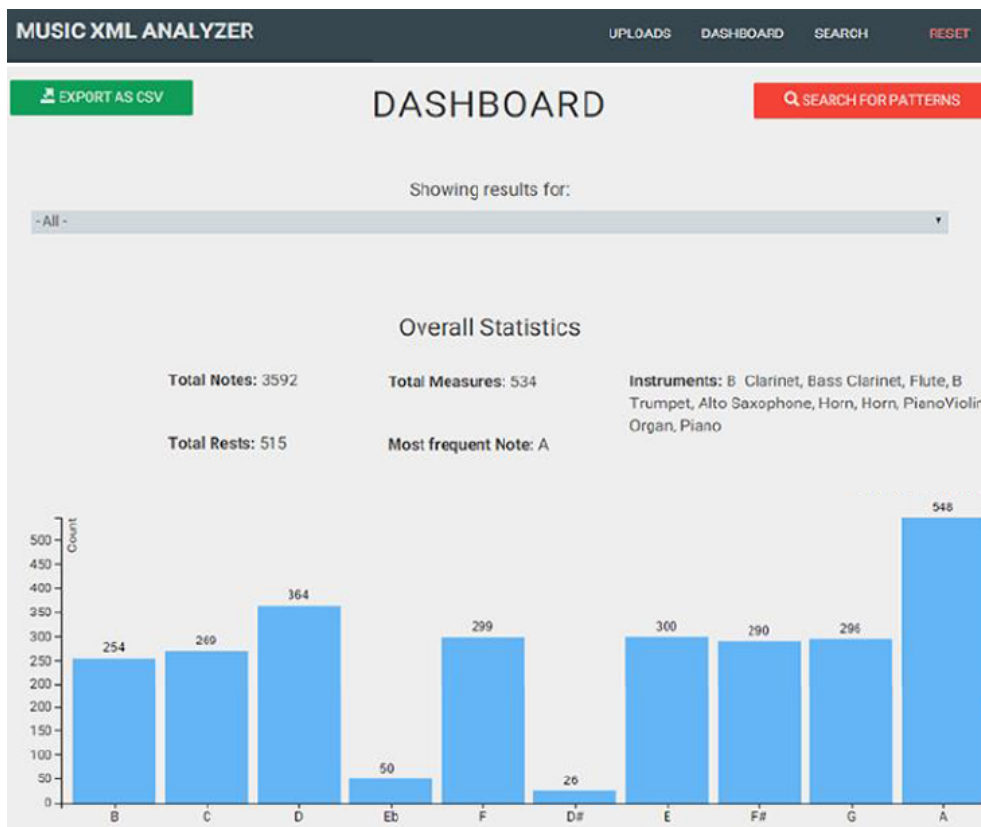 MUSIC XML ANALYZER
UPLOADS DASHBOARD SEARCH RESET
EXPORT AS CSV
DASHBOARD
SEARCH FOR PATTERNS
Showing results for:
- All -
Overall Statistics
Total Notes: 3592
Total Measures: 534
Instruments: B Clarinet, Bass Clarinet, Flute, B
Trumpet, Alto Saxophone, Horn, Horn, PianoViolin
Organ, Piano
Total Rests: 515
Most frequent Note: A
Count
500
450
400
350
300
250
200
200
150
100
50
0
254
269
364
50
299
26
300
290
296
548
B C D Eb F D# E F# G A